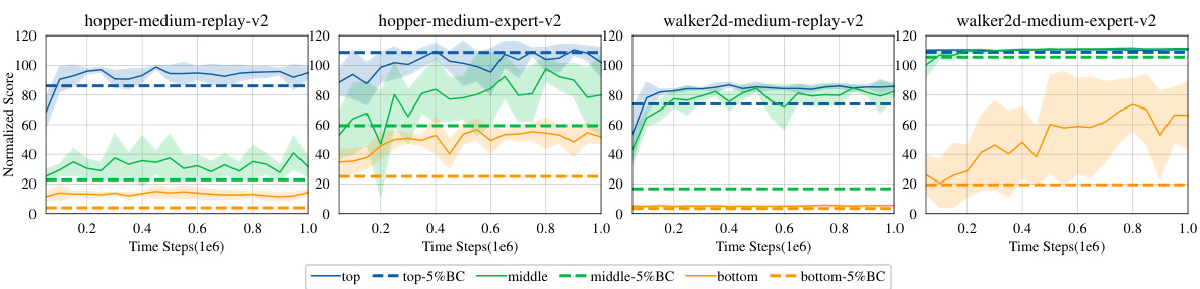 hopper-medium-replay-v2
hopper-medium-expert-v2
walker2d-medium-replay-v2
walker2d-medium-expert-v2
Normalized Score
120
100
80
60
40
20
0
0.2 0.4 0.6 0.8 1.0
Time Steps(1e6)
120
100
80
60
40
20
0
0.2 0.4 0.6 0.8 1.0
Time Steps(1e6)
120
100
80
60
40
20
0
0.2 0.4 0.6 0.8 1.0
Time Steps(1e6)
120
100
80
60
40
20
0
0.2 0.4 0.6 0.8 1.0
Time Steps(1e6)
top top-5%BC middle middle-5%BC bottom bottom-5%BC